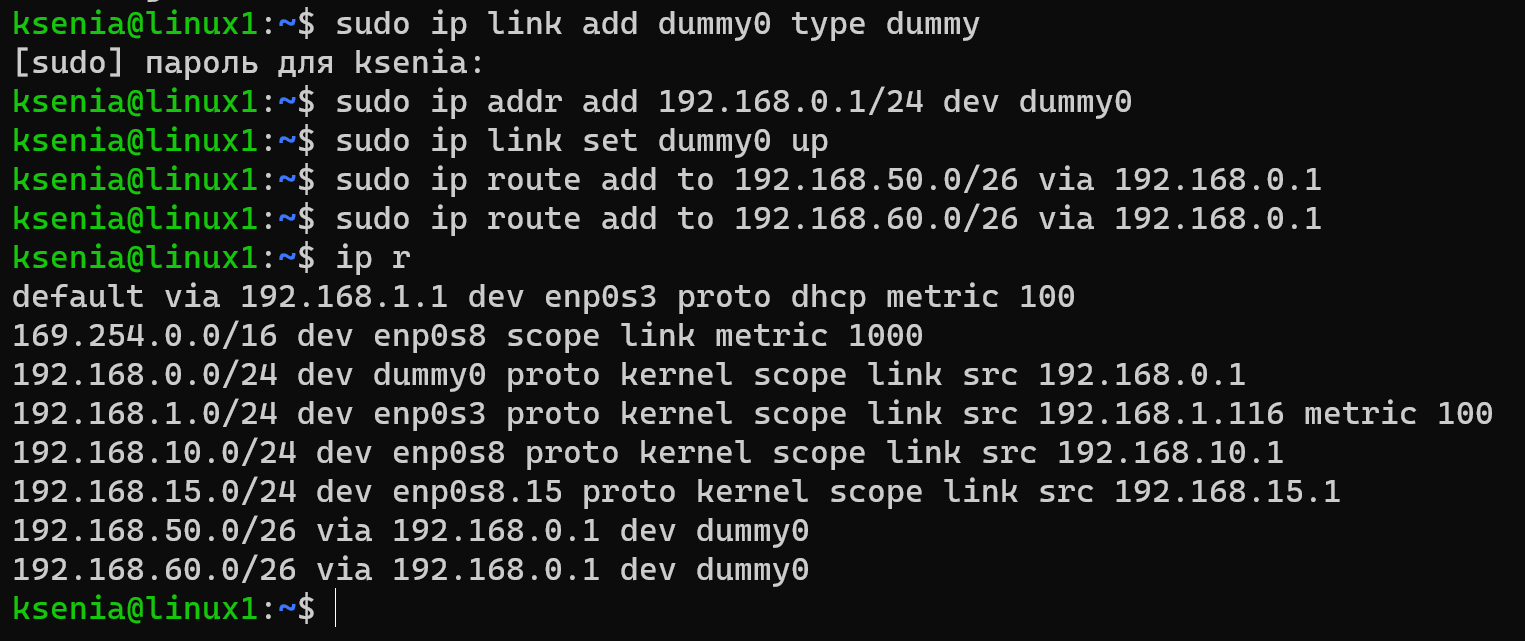 ksenia@linux1:~$ sudo ip link add dummy0 type dummy
[sudo] пароль для ksenia:
ksenia@linux1:~$ sudo ip addr add 192.168.0.1/24 dev dummy0
ksenia@linux1:~$ sudo ip link set dummy0 up
ksenia@linux1:~$ sudo ip route add to 192.168.50.0/26 via 192.168.0.1
ksenia@linux1:~$ sudo ip route add to 192.168.60.0/26 via 192.168.0.1
ksenia@linux1:~$ ip r
default via 192.168.1.1 dev enp0s3 proto dhcp metric 100
169.254.0.0/16 dev enp0s8 scope link metric 1000
192.168.0.0/24 dev dummy0 proto kernel scope link src 192.168.0.1
192.168.1.0/24 dev enp0s3 proto kernel scope link src 192.168.1.116 metric 100
192.168.10.0/24 dev enp0s8 proto kernel scope link src 192.168.10.1
192.168.15.0/24 dev enp0s8.15 proto kernel scope link src 192.168.15.1
192.168.50.0/26 via 192.168.0.1 dev dummy0
192.168.60.0/26 via 192.168.0.1 dev dummy0
ksenia@linux1:~$